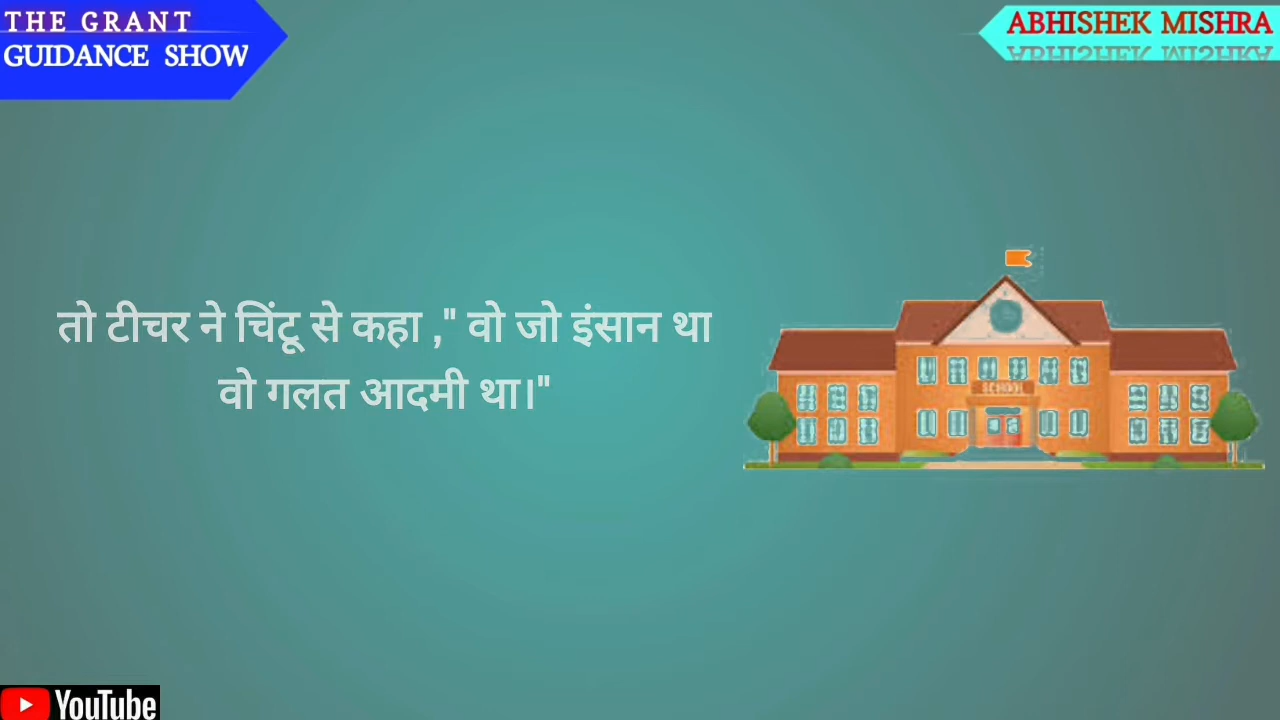 THE GRANT
GUIDANCE SHOW
ABHISHEK MISHRA
तो टीचर ने चिंटू से कहा ," वो जो इंसान था
वो गलत आदमी था।"
SCHOOL
YouTube